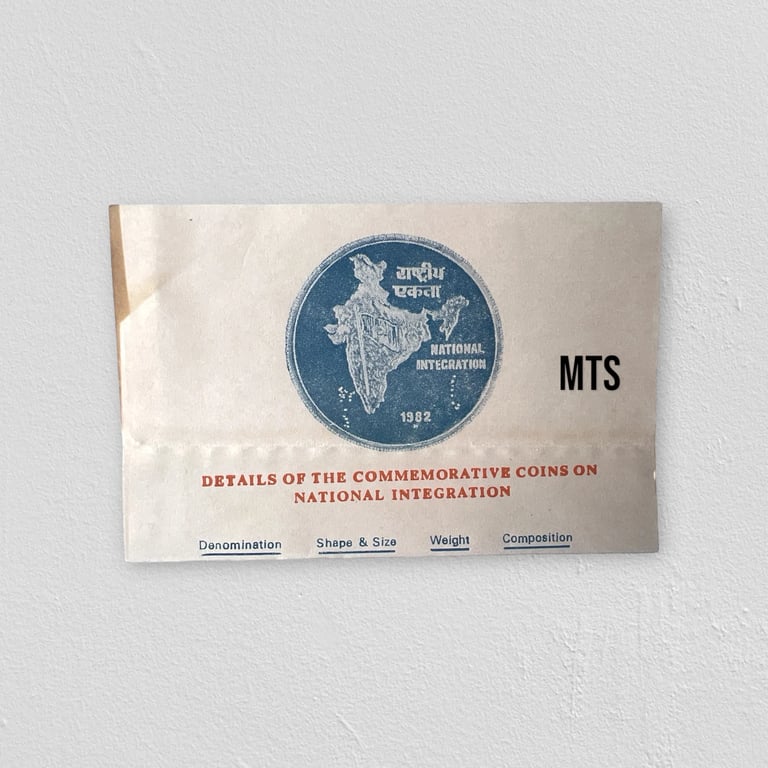 राष्ट्रीय
एकता
NATIONAL
INTEGRATION
1982
MTS
DETAILS OF THE COMMEMORATIVE COINS ON
NATIONAL INTEGRATION
Denomination Shape & Size Weight Composition